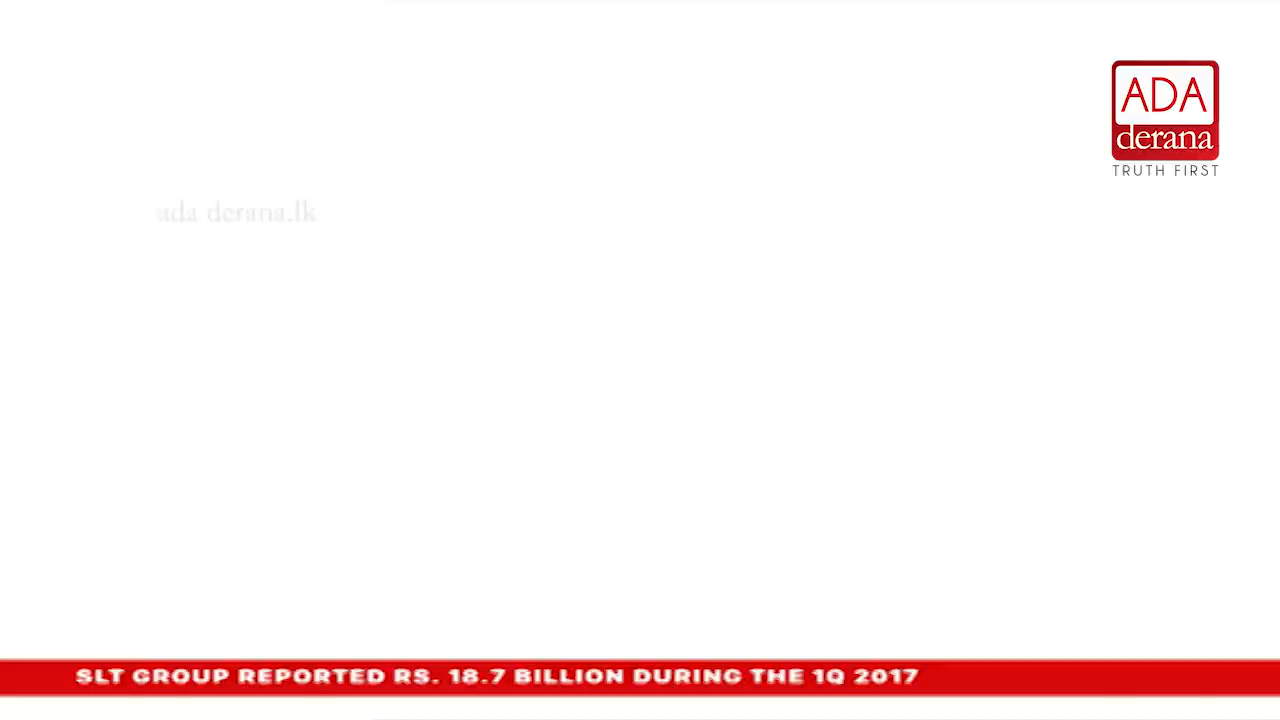 ADA
derana
TRUTH FIRST
ada derana.lk
SLT GROUP REPORTED RS. 18.7 BILLION DURING THE 1Q 2017